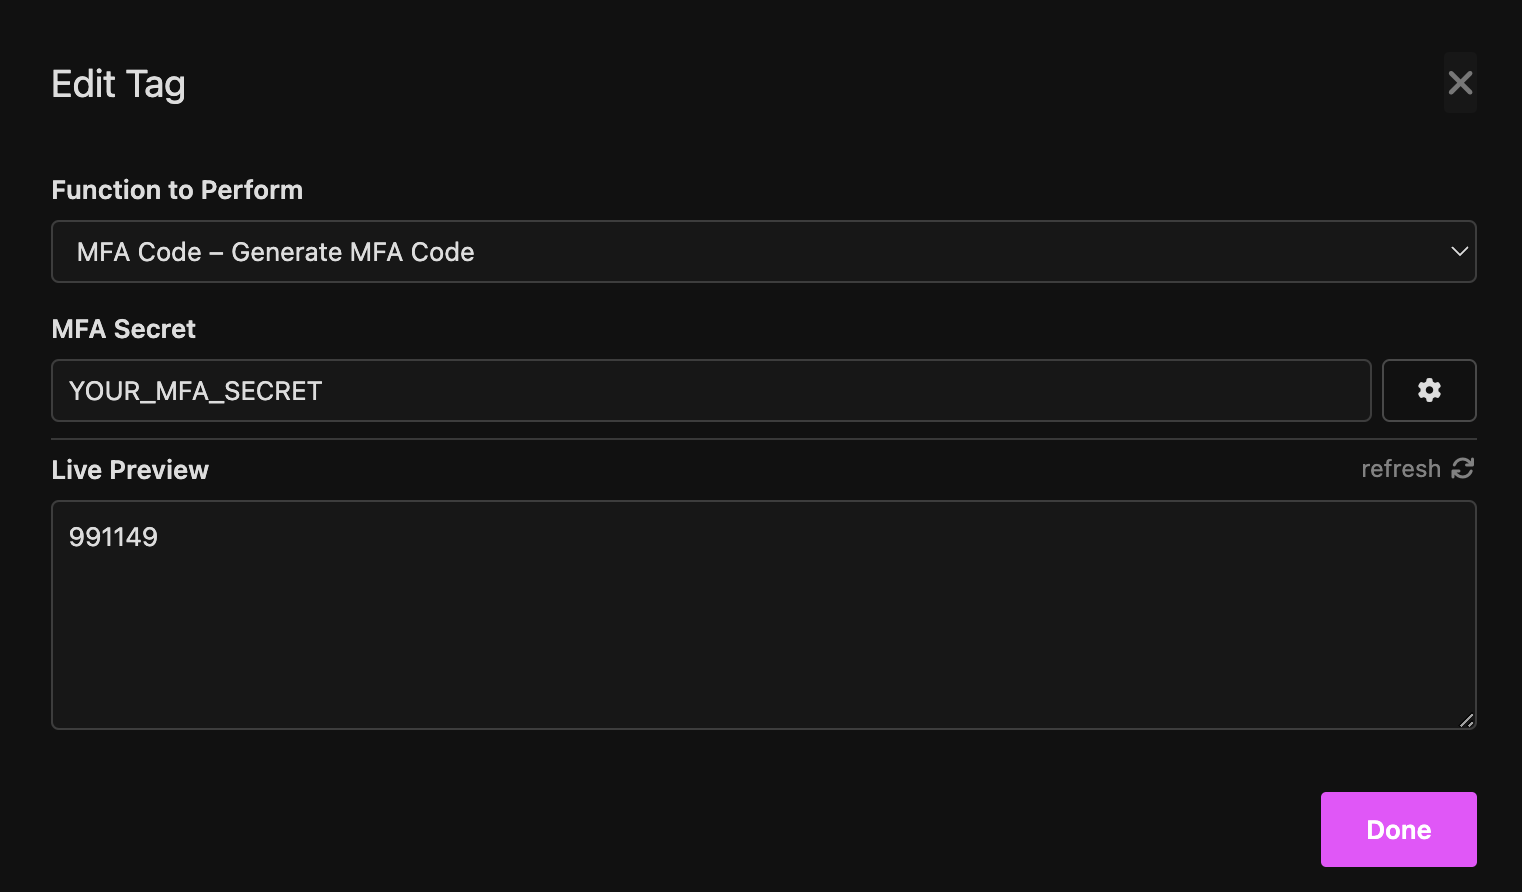 Edit Tag
Function to Perform
MFA Code – Generate MFA Code
MFA Secret
YOUR_MFA_SECRET
Live Preview
refresh
991149
Done